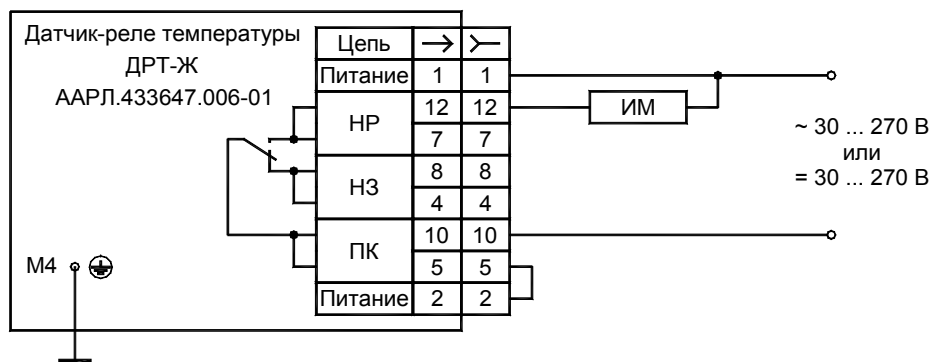 Датчик-реле температуры
ДРТ-Ж
ААРЛ.433647.006-01
Цепь
Питание 1 1
НР 12 12
7 7
НЗ 8 8
4 4
ПК 10 10
5 5
Питание 2 2
ИМ
~ 30 ... 270 В
или
= 30 ... 270 В
М4